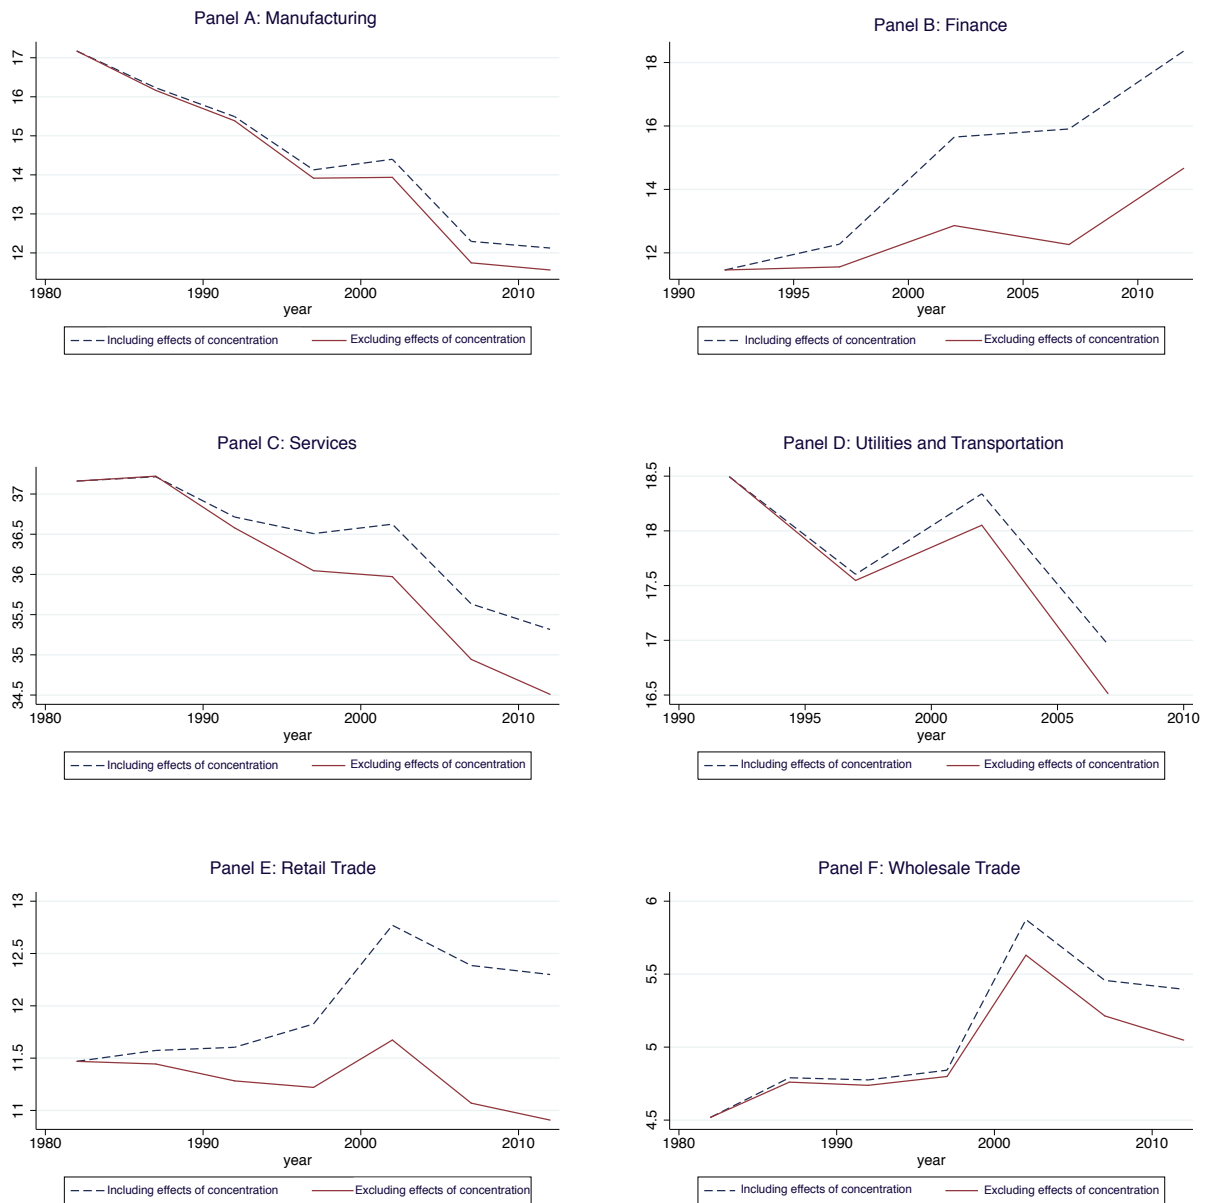 Panel A: Manufacturing
17
16
15
14
13
12
1980 1990 2000 2010
year
Including effects of concentration Excluding effects of concentration
Panel B: Finance
18
16
14
12
1990 1995 2000 2005 2010
year
Including effects of concentration Excluding effects of concentration
Panel C: Services
37
36.5
36
35.5
35
34.5
1980 1990 2000 2010
year
Including effects of concentration Excluding effects of concentration
Panel D: Utilities and Transportation
18.5
18
17.5
17
16.5
1990 1995 2000 2005 2010
year
Including effects of concentration Excluding effects of concentration
Panel E: Retail Trade
13
12.5
12
11.5
11
1980 1990 2000 2010
year
Including effects of concentration Excluding effects of concentration
Panel F: Wholesale Trade
6
5.5
5
4.5
1980 1990 2000 2010
year
Including effects of concentration Excluding effects of concentration